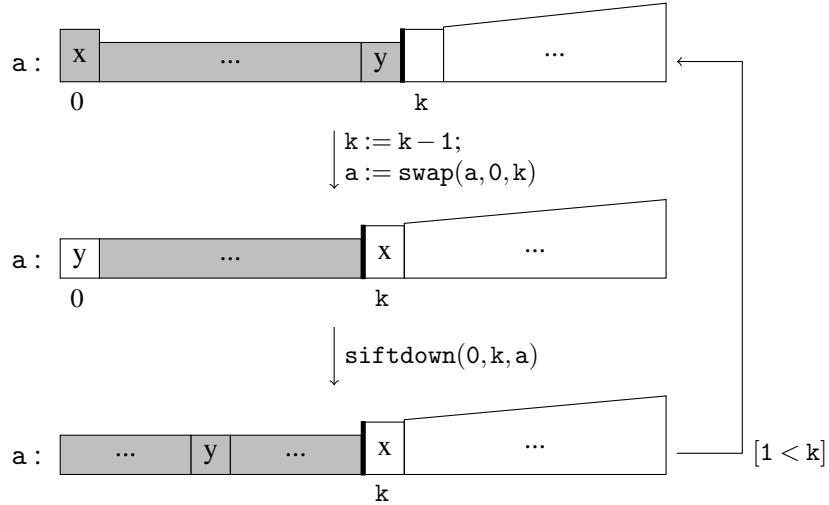 a : x ... y ...
0 k
k := k − 1;
a := swap(a,0,k)
a : y ... x ...
0 k
siftdown(0,k,a)
a : ... y ... x ... [1 < k]
k